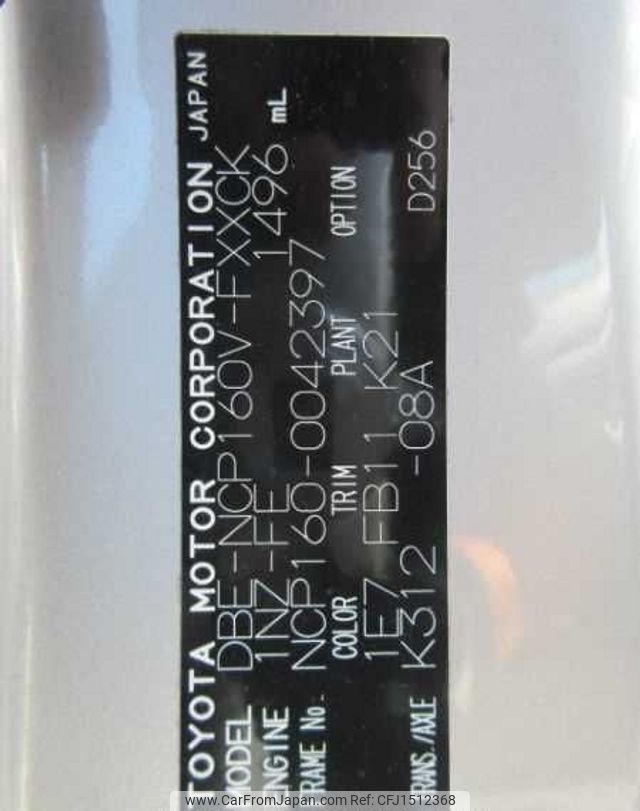 TOYOTA MOTOR CORPORATION JAPAN
MODEL DBE-NCP160V-FXXCK
ENGINE 1NZ-FE 1496 mL
FRAME No. NCP160-0042397
COLOR TRIM PLANT OPTION
1E7 FB11 K21
TRANS./AXLE K312 -08A D256
www.CarFromJapan.com CFJ1512368